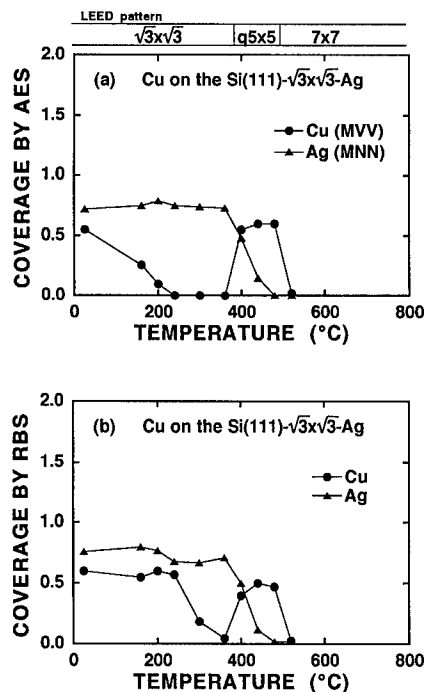 LEED pattern
√3x√3 q5x5 7x7
(a) Cu on the Si(111)-√3x√3-Ag
Cu (MVV)
Ag (MNN)
COVERAGE BY AES
2.0
1.5
1.0
0.5
0.0
0 200 400 600 800
TEMPERATURE (°C)
(b) Cu on the Si(111)-√3x√3-Ag
Cu
Ag
COVERAGE BY RBS
2.0
1.5
1.0
0.5
0.0
0 200 400 600 800
TEMPERATURE (°C)